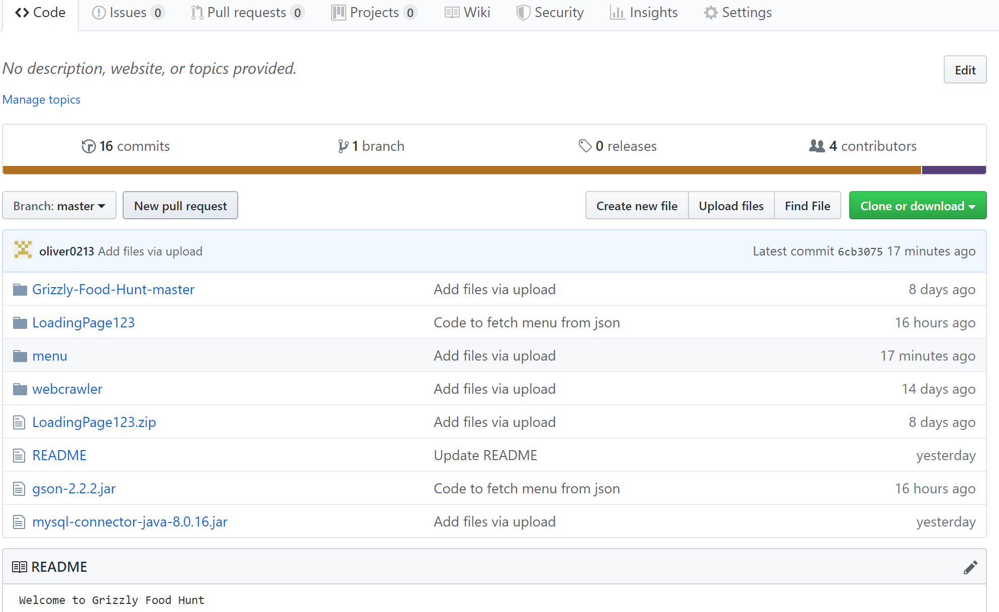 Code Issues 0 Pull requests 0 Projects 0 Wiki Security Insights Settings
No description, website, or topics provided.
Edit
Manage topics
16 commits 1 branch 0 releases 4 contributors
Branch: master New pull request Create new file Upload files Find File Clone or download
oliver0213 Add files via upload Latest commit 6cb3075 17 minutes ago
Grizzly-Food-Hunt-master Add files via upload 8 days ago
LoadingPage123 Code to fetch menu from json 16 hours ago
menu Add files via upload 17 minutes ago
webcrawler Add files via upload 14 days ago
LoadingPage123.zip Add files via upload 8 days ago
README Update README yesterday
gson-2.2.2.jar Code to fetch menu from json 16 hours ago
mysql-connector-java-8.0.16.jar Add files via upload yesterday
README
Welcome to Grizzly Food Hunt